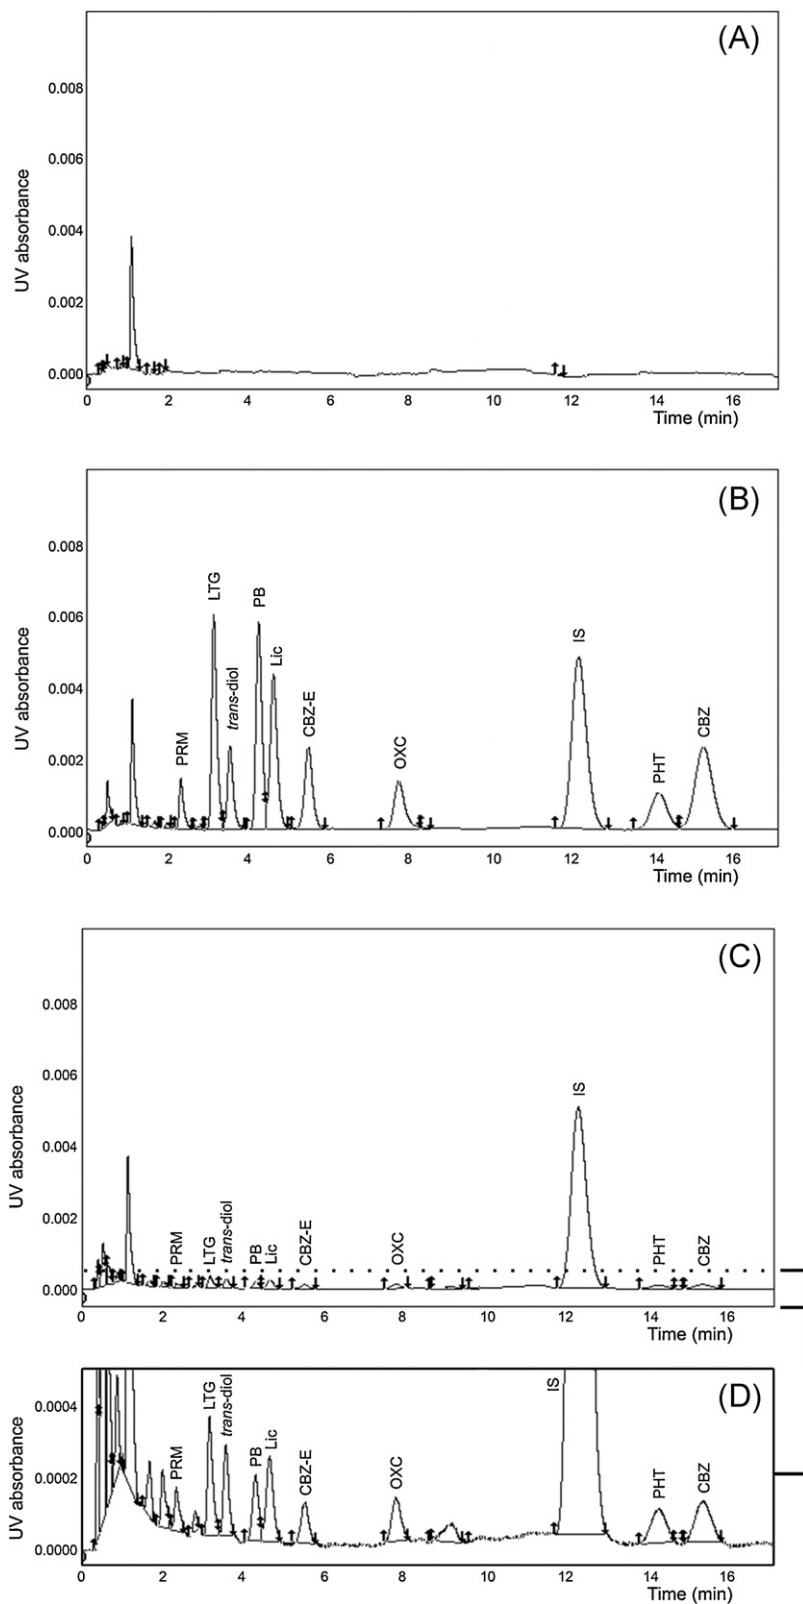 (A)
0.008
0.006
0.004
0.002
0.000
UV absorbance
0 2 4 6 8 10 12 14 16
Time (min)
(B)
0.008
0.006
0.004
0.002
0.000
UV absorbance
PRM LTG trans-diol PB Lic CBZ-E OXC IS PHT CBZ
0 2 4 6 8 10 12 14 16
Time (min)
(C)
0.008
0.006
0.004
0.002
0.000
UV absorbance
PRM LTG trans-diol PB Lic CBZ-E OXC IS PHT CBZ
0 2 4 6 8 10 12 14 16
Time (min)
(D)
0.0004
0.0002
0.0000
UV absorbance
PRM LTG trans-diol PB Lic CBZ-E OXC IS PHT CBZ
0 2 4 6 8 10 12 14 16
Time (min)